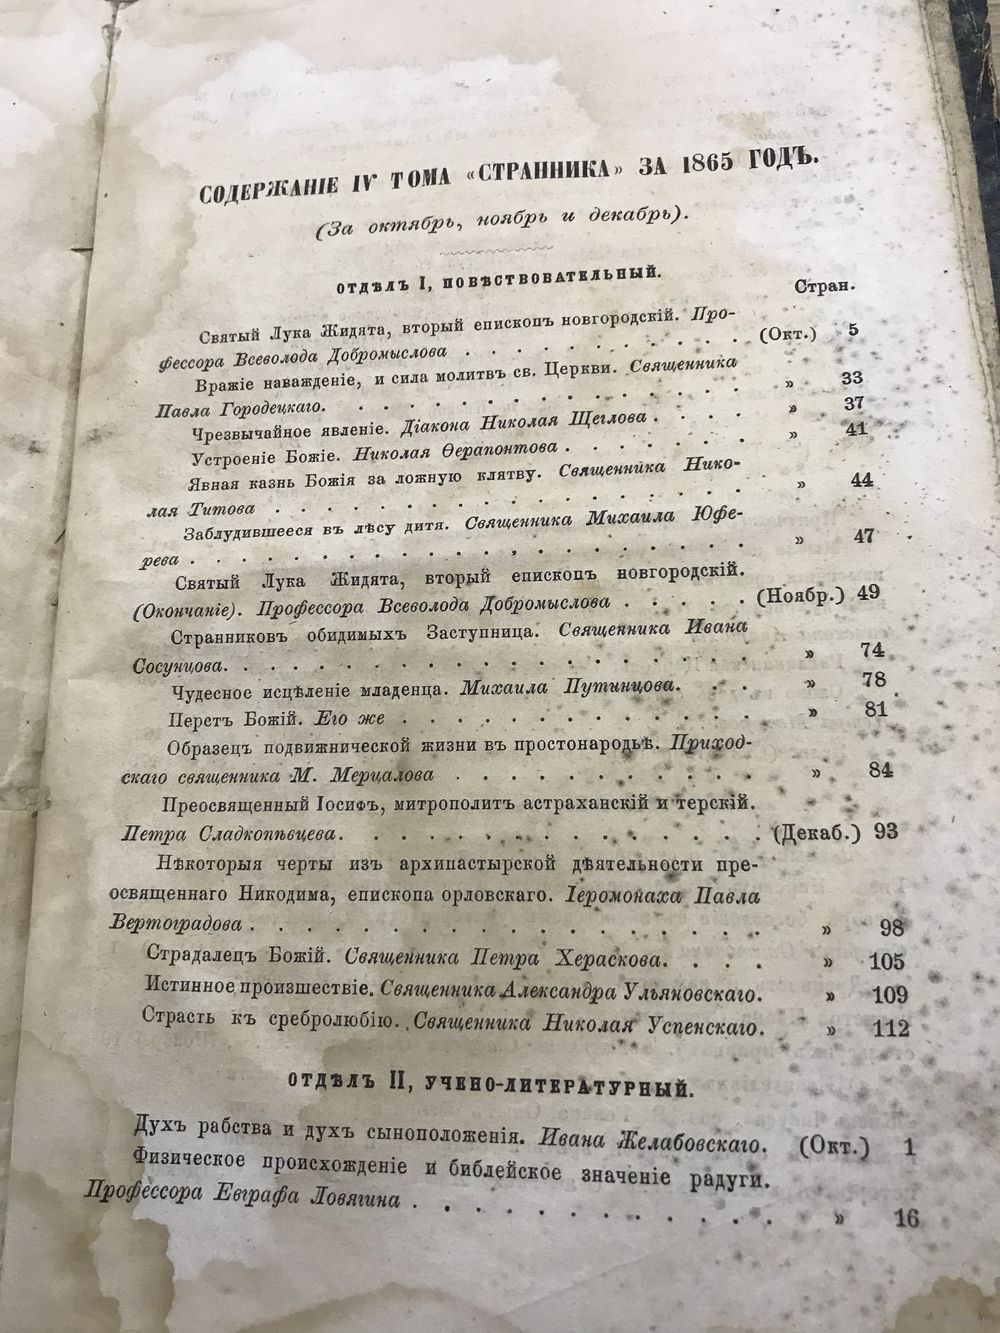 СОДЕРЖАНІЕ IV ТОМА «СТРАННИКА» ЗА 1865 ГОДЪ.
(За октябрь, ноябрь и декабрь).
ОТДѢЛЪ I, ПОВѢСТВОВАТЕЛЬНЫЙ.
Стран.
Святый Лука Жидята, вторый епископъ новгородскій. Про-
фессора Всеволода Добромыслова . . . . . . . . . . (Окт.) 5
Вражіе наважденіе, и сила молитвъ св. Церкви. Священника
Павла Городецкаго. . . . . . . . . . . . . . . » 33
Чрезвычайное явленіе. Діакона Николая Щеглова . . . . » 37
Устроеніе Божіе. Николая Ѳерапонтова . . . . . . . » 41
Явная казнь Божія за ложную клятву. Священника Нико-
лая Титова . . . . . . . . . . . . . . . . . » 44
Заблудившееся въ лѣсу дитя. Священника Михаила Юфе-
рева . . . . . . . . . . . . . . . . . . » 47
Святый Лука Жидята, вторый епископъ новгородскій.
(Окончаніе). Профессора Всеволода Добромыслова . . . . . (Ноябр.) 49
Странниковъ обидимыхъ Заступница. Священника Ивана
Сосунцова. . . . . . . . . . . . . . . . . . » 74
Чудесное исцѣленіе младенца. Михаила Путинцова. . . . » 78
Перстъ Божій. Его же . . . . . . . . . . . . . » 81
Образецъ подвижнической жизни въ простонародьѣ. Приход-
скаго священника М. Мерцалова . . . . . . . . . . . » 84
Преосвященный Іосифъ, митрополитъ астраханскій и терскій.
Петра Сладкопѣвцева. . . . . . . . . . . . . . . (Декаб.) 93
Нѣкоторыя черты изъ архипастырской дѣятельности пре-
освященнаго Никодима, епископа орловскаго. Іеромонаха Павла
Вертоградова . . . . . . . . . . . . . . . . . . » 98
Страдалецъ Божій. Священника Петра Хераскова. . . . . » 105
Истинное произшествіе. Священника Александра Ульяновскаго. » 109
Страсть къ сребролюбію. Священника Николая Успенскаго. » 112
ОТДѢЛЪ II, УЧЕНО-ЛИТЕРАТУРНЫЙ.
Духъ рабства и духъ сыноположенія. Ивана Желабовскаго. (Окт.) 1
Физическое происхожденіе и библейское значеніе радуги.
Профессора Евграфа Ловягина . . . . . . . . . . . . » 16